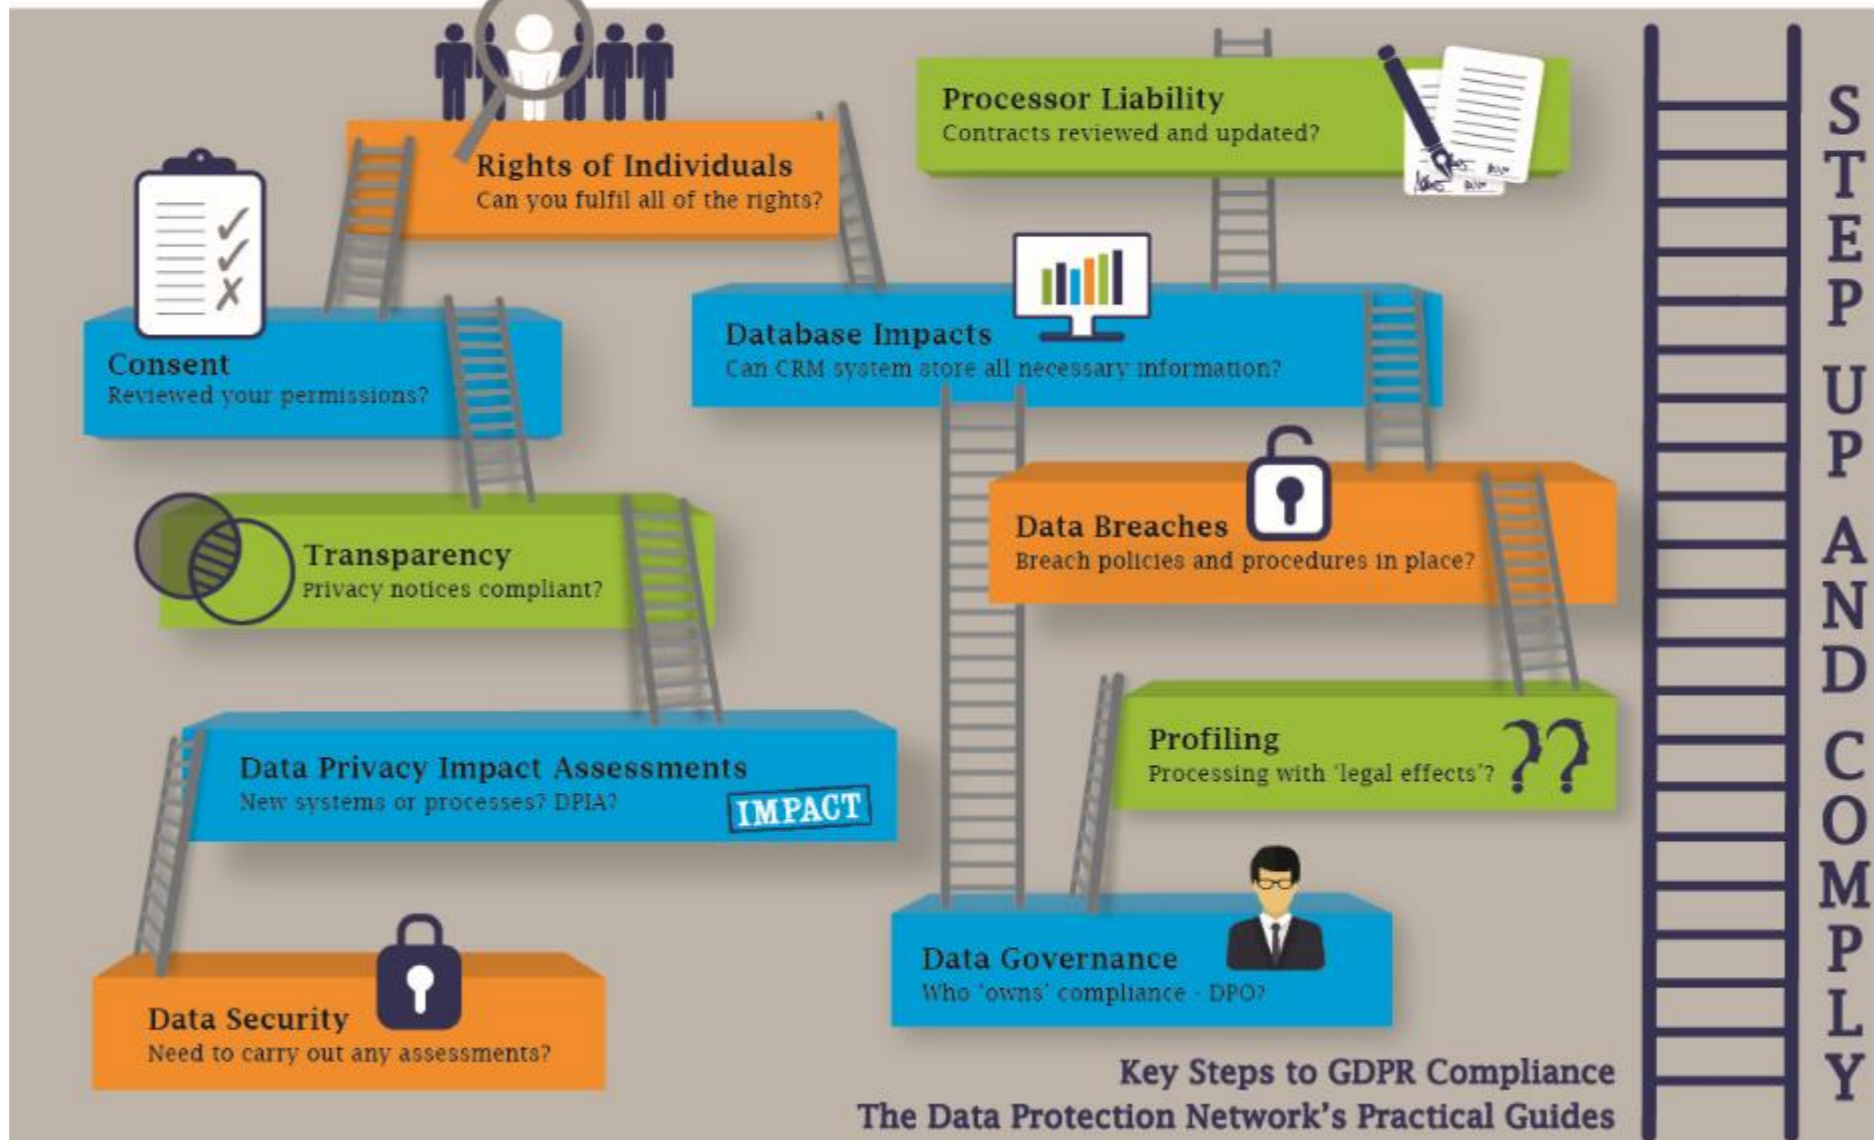 Rights of Individuals
Can you fulfil all of the rights?
Processor Liability
Contracts reviewed and updated?
Consent
Reviewed your permissions?
Database Impacts
Can CRM system store all necessary information?
Transparency
Privacy notices compliant?
Data Breaches
Breach policies and procedures in place?
Data Privacy Impact Assessments
New systems or processes? DPIA?
IMPACT
Profiling
Processing with 'legal effects'?
??
Data Security
Need to carry out any assessments?
Data Governance
Who 'owns' compliance - DPO?
Key Steps to GDPR Compliance
The Data Protection Network's Practical Guides
STEP UP AND COMPLY